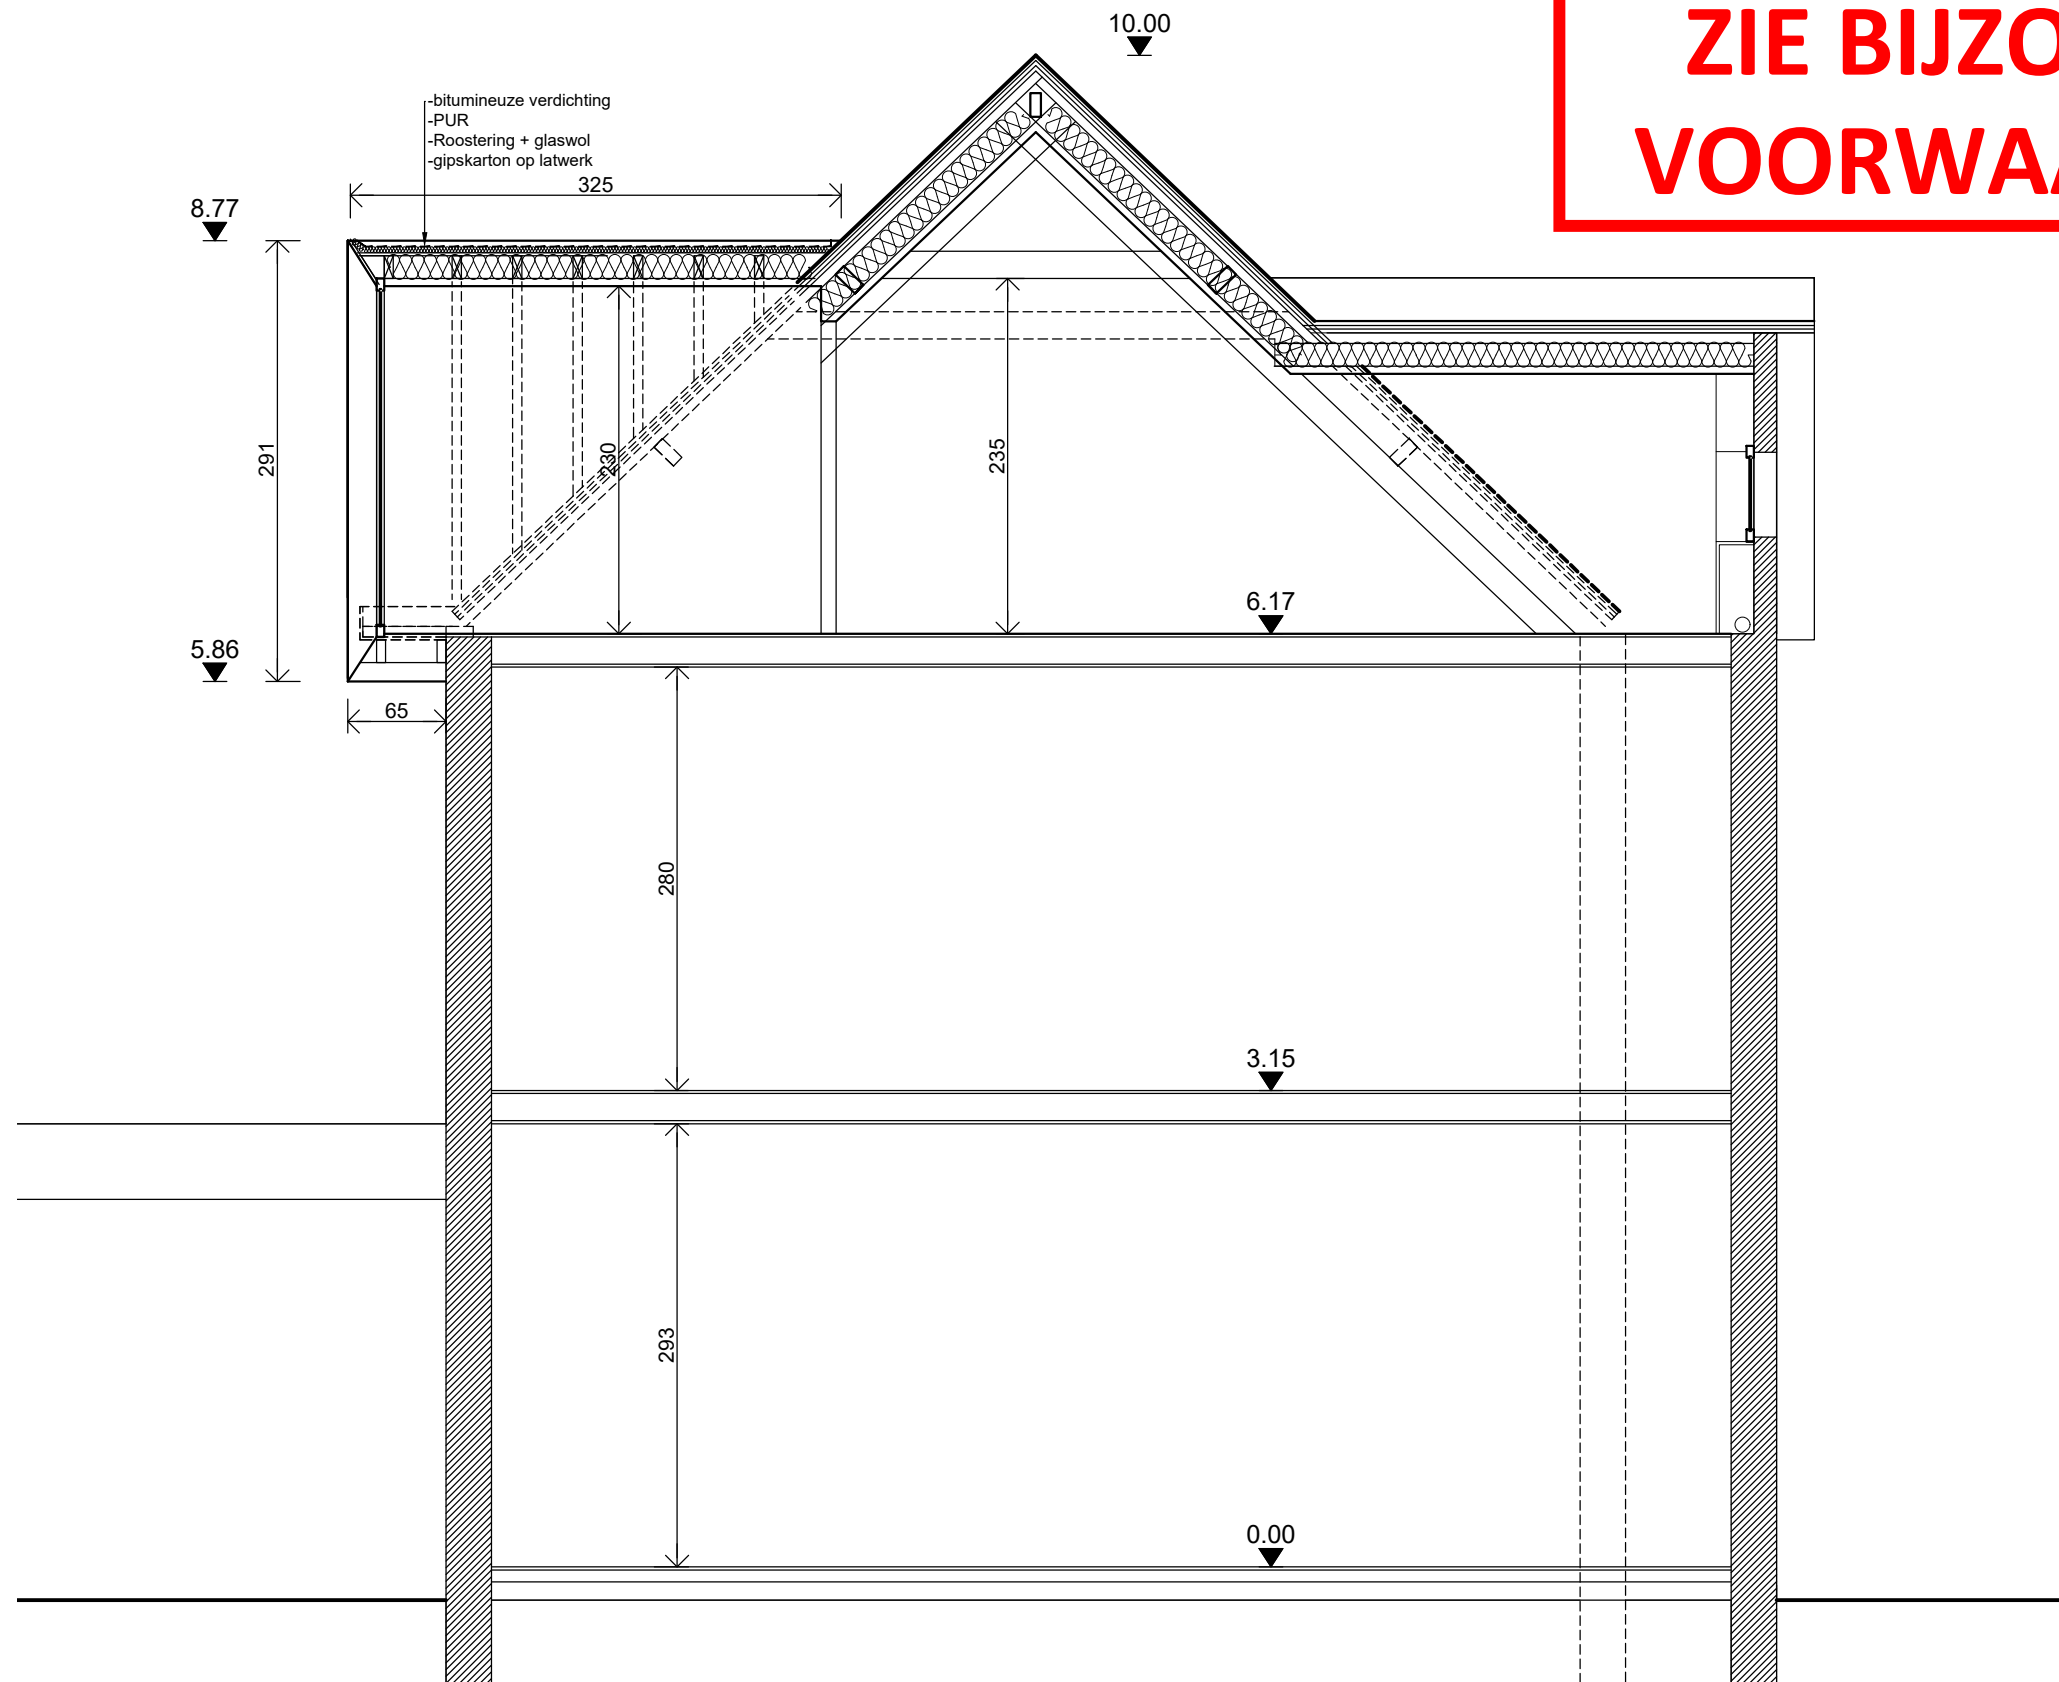 10.00
ZIE BIJZO
VOORWAA
-bitumineuze verdichting
-PUR
-Roostering + glaswol
-gipskarton op latwerk
325
8.77
291
230
235
6.17
5.86
65
280
3.15
293
0.00